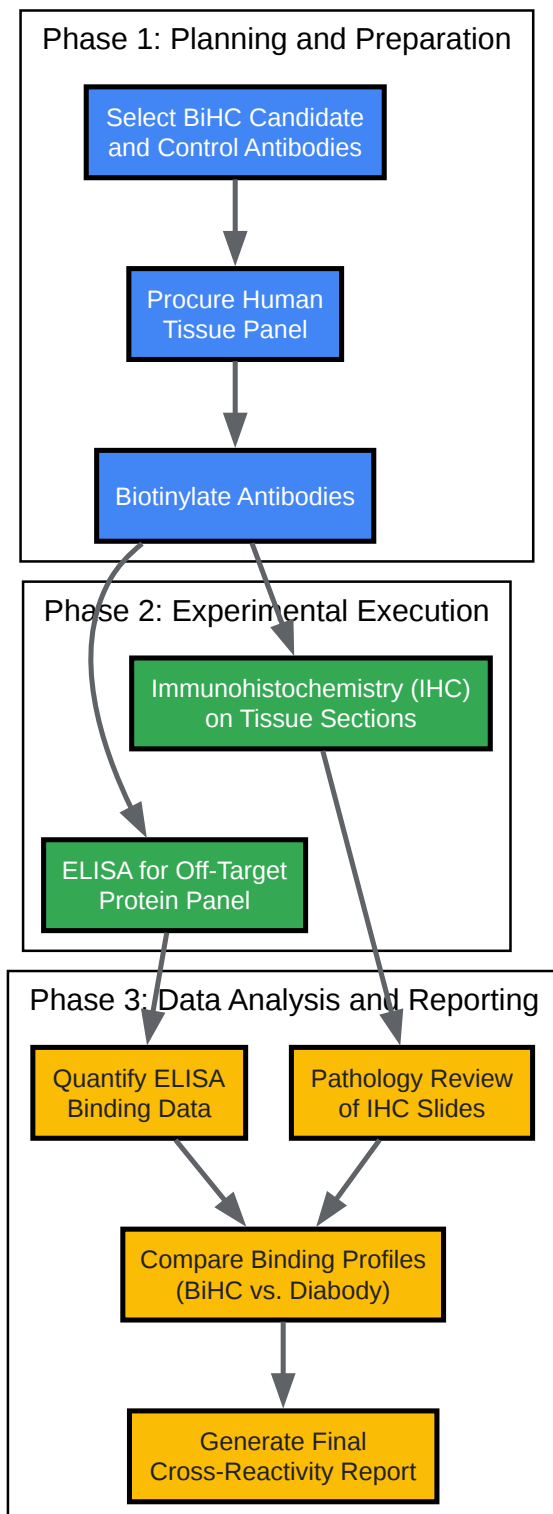 Phase 1: Planning and Preparation
Select BiHC Candidate
and Control Antibodies
Procure Human
Tissue Panel
Biotinylate Antibodies
Phase 2: Experimental Execution
Immunohistochemistry (IHC)
on Tissue Sections
ELISA for Off-Target
Protein Panel
Phase 3: Data Analysis and Reporting
Quantify ELISA
Binding Data
Pathology Review
of IHC Slides
Compare Binding Profiles
(BiHC vs. Diabody)
Generate Final
Cross-Reactivity Report